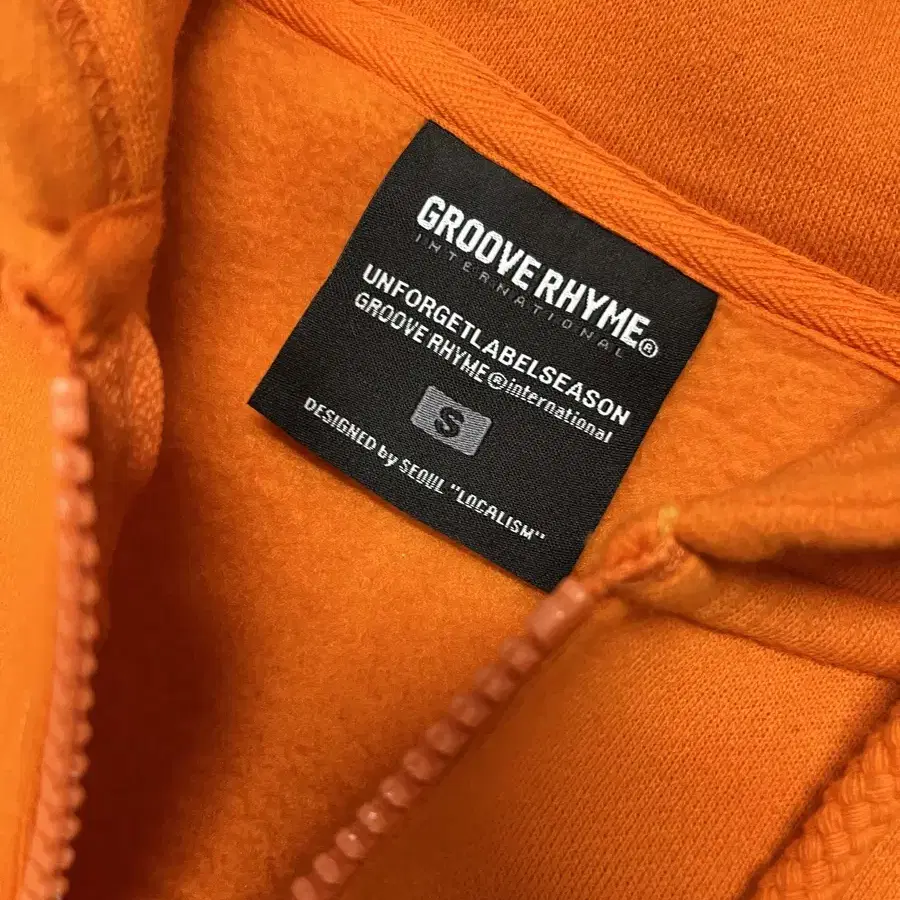 GROOVE RHYME®
INTERNATIONAL
UNFORGETLABELSEASON
GROOVE RHYME®international
S
DESIGNED by SEOUL "LOCALISM"